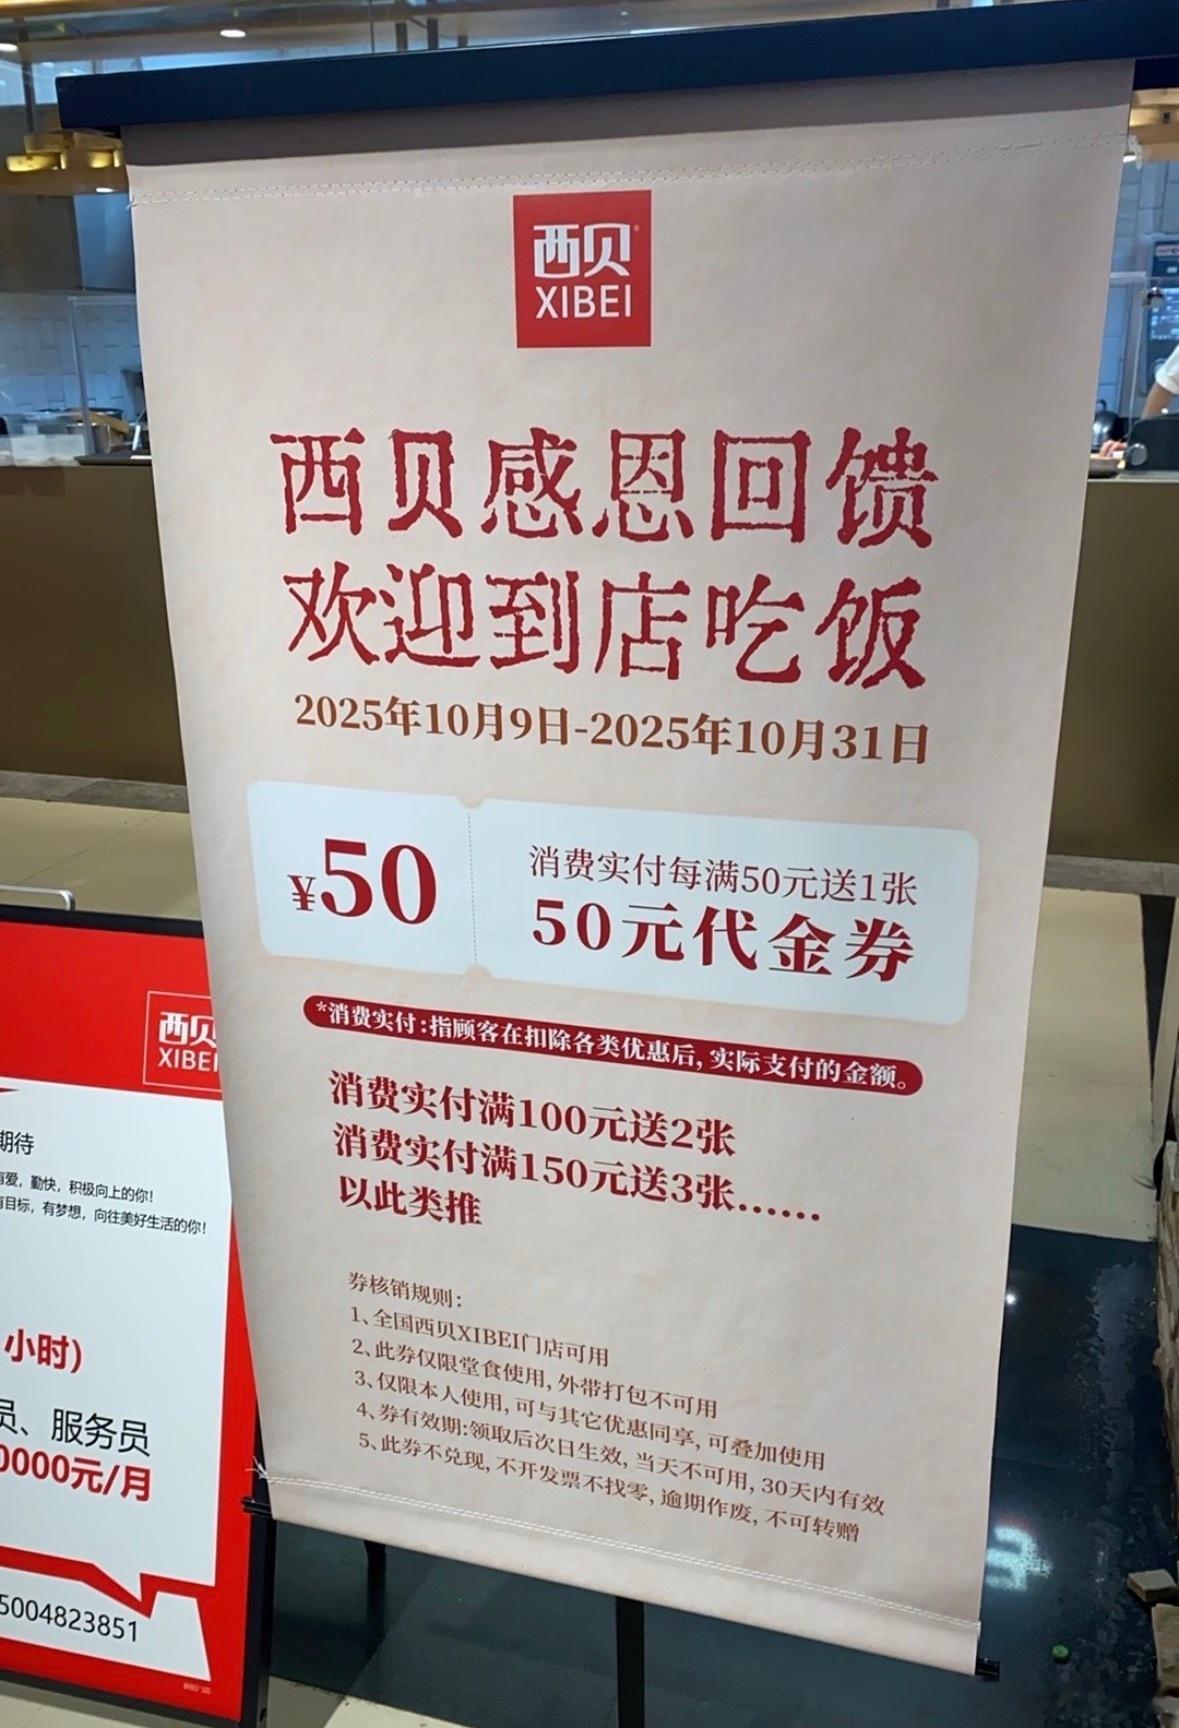 西贝
XIBEI
西贝感恩回馈
欢迎到店吃饭
2025年10月9日-2025年10月31日
¥50
消费实付每满50元送1张
50元代金券
*消费实付:指顾客在扣除各类优惠后,实际支付的金额。
消费实付满100元送2张
消费实付满150元送3张......
以此类推
券核销规则:
1、全国西贝XIBEI门店可用
2、此券仅限堂食使用,外带打包不可用
3、仅限本人使用,可与其它优惠同享,可叠加使用
4、券有效期:领取后次日生效,当天不可用,30天内有效
5、此券不兑现,不开发票不找零,逾期作废,不可转赠
西贝
XIBEI
期待
有爱，勤快，积极向上的你！
有目标，有梦想，向往美好生活的你！
小时）
员、服务员
0000元/月
5004823851